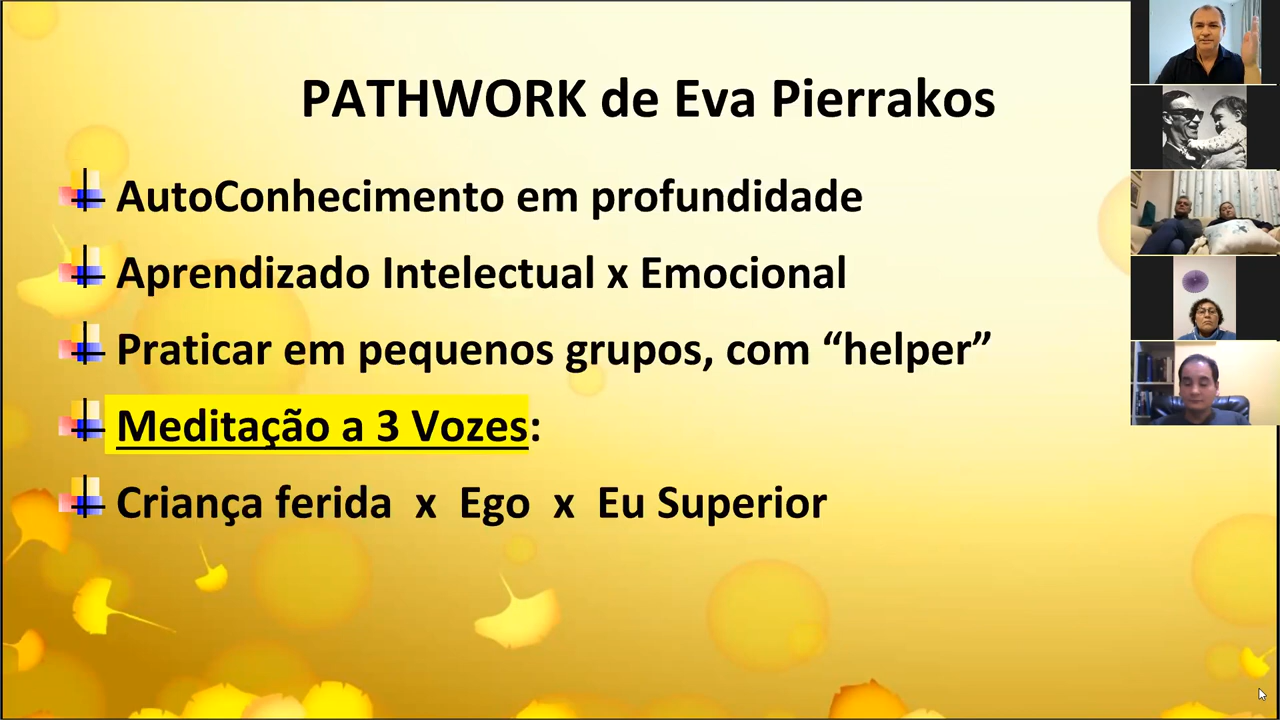 PATHWORK de Eva Pierrakos
AutoConhecimento em profundidade
Aprendizado Intelectual x Emocional
Praticar em pequenos grupos, com “helper”
Meditação a 3 Vozes:
Criança ferida x Ego x Eu Superior